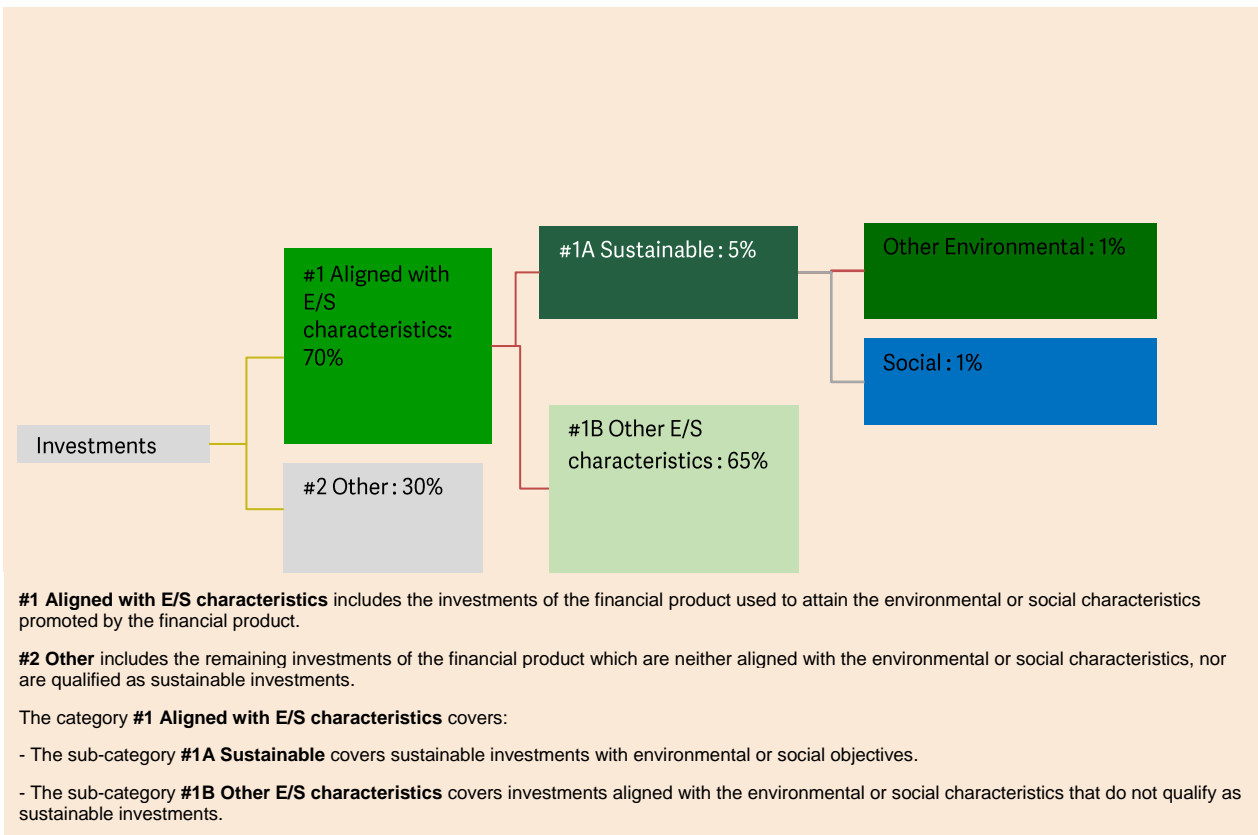 Investments
#1 Aligned with
E/S
characteristics:
70%
#2 Other : 30%
#1A Sustainable : 5%
#1B Other E/S
characteristics : 65%
Other Environmental : 1%
Social : 1%
#1 Aligned with E/S characteristics includes the investments of the financial product used to attain the environmental or social characteristics
promoted by the financial product.
#2 Other includes the remaining investments of the financial product which are neither aligned with the environmental or social characteristics, nor
are qualified as sustainable investments.
The category #1 Aligned with E/S characteristics covers:
- The sub-category #1A Sustainable covers sustainable investments with environmental or social objectives.
- The sub-category #1B Other E/S characteristics covers investments aligned with the environmental or social characteristics that do not qualify as
sustainable investments.